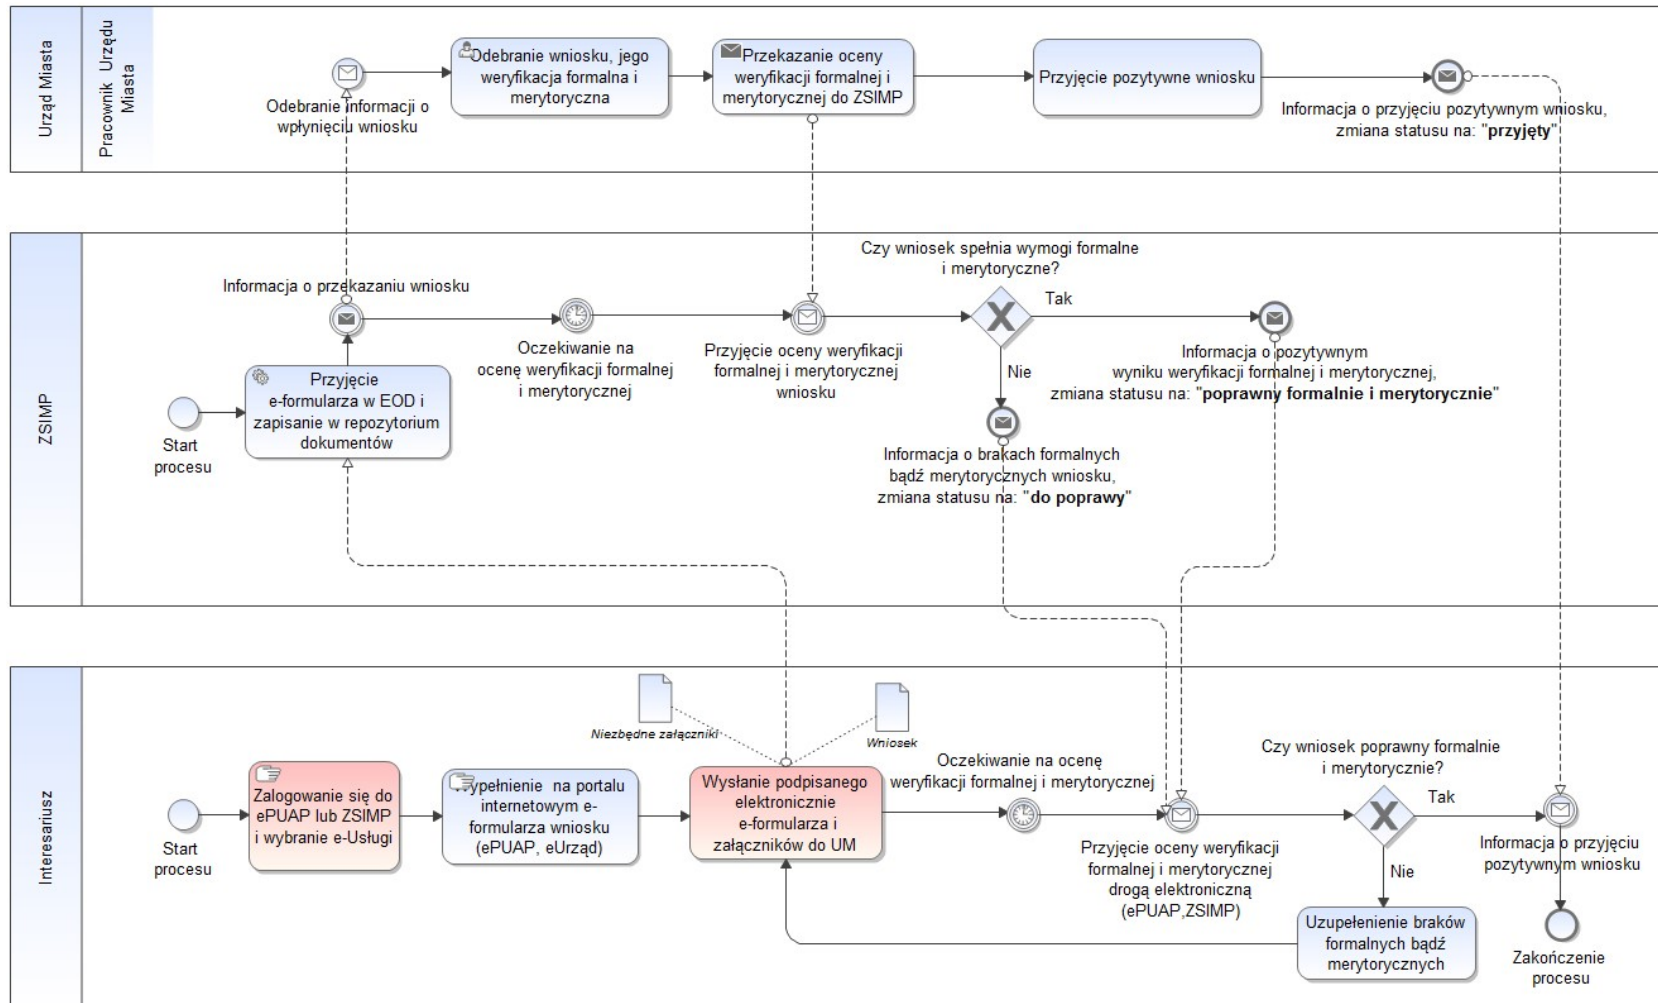 Urząd Miasta
Pracownik Urzędu
Miasta
Odebranie informacji o
wpłynięciu wniosku
Odebranie wniosku, jego
weryfikacja formalna i
merytoryczna
Przekazanie oceny
weryfikacji formalnej i
merytorycznej do ZSIMP
Przyjęcie pozytywne wniosku
Informacja o przyjęciu pozytywnym wniosku,
zmiana statusu na: "przyjęty"
ZSIMP
Start
procesu
Przyjęcie
e-formularza w EOD i
zapisanie w repozytorium
dokumentów
Informacja o przekazaniu wniosku
Oczekiwanie na
ocenę weryfikacji formalnej
i merytorycznej
Przyjęcie oceny weryfikacji
formalnej i merytorycznej
wniosku
Czy wniosek spełnia wymogi formalne
i merytoryczne?
Tak
Nie
Informacja o pozytywnym
wyniku weryfikacji formalnej i merytorycznej,
zmiana statusu na: "poprawny formalnie i merytorycznie"
Informacja o brakach formalnych
bądź merytorycznych wniosku,
zmiana statusu na: "do poprawy"
Interesariusz
Start
procesu
Zalogowanie się do
ePUAP lub ZSIMP
i wybranie e-Usługi
Wypełnienie na portalu
internetowym e-
formularza wniosku
(ePUAP, eUrząd)
Niezbędne załączniki
Wniosek
Wysłanie podpisanego
elektronicznie
e-formularza i
załączników do UM
Oczekiwanie na ocenę
weryfikacji formalnej i merytorycznej
Przyjęcie oceny weryfikacji
formalnej i merytorycznej
drogą elektroniczną
(ePUAP,ZSIMP)
Czy wniosek poprawny formalnie
i merytorycznie?
Tak
Nie
Uzupełenienie braków
formalnych bądź
merytorycznych
Informacja o przyjęciu
pozytywnym wniosku
Zakończenie
procesu